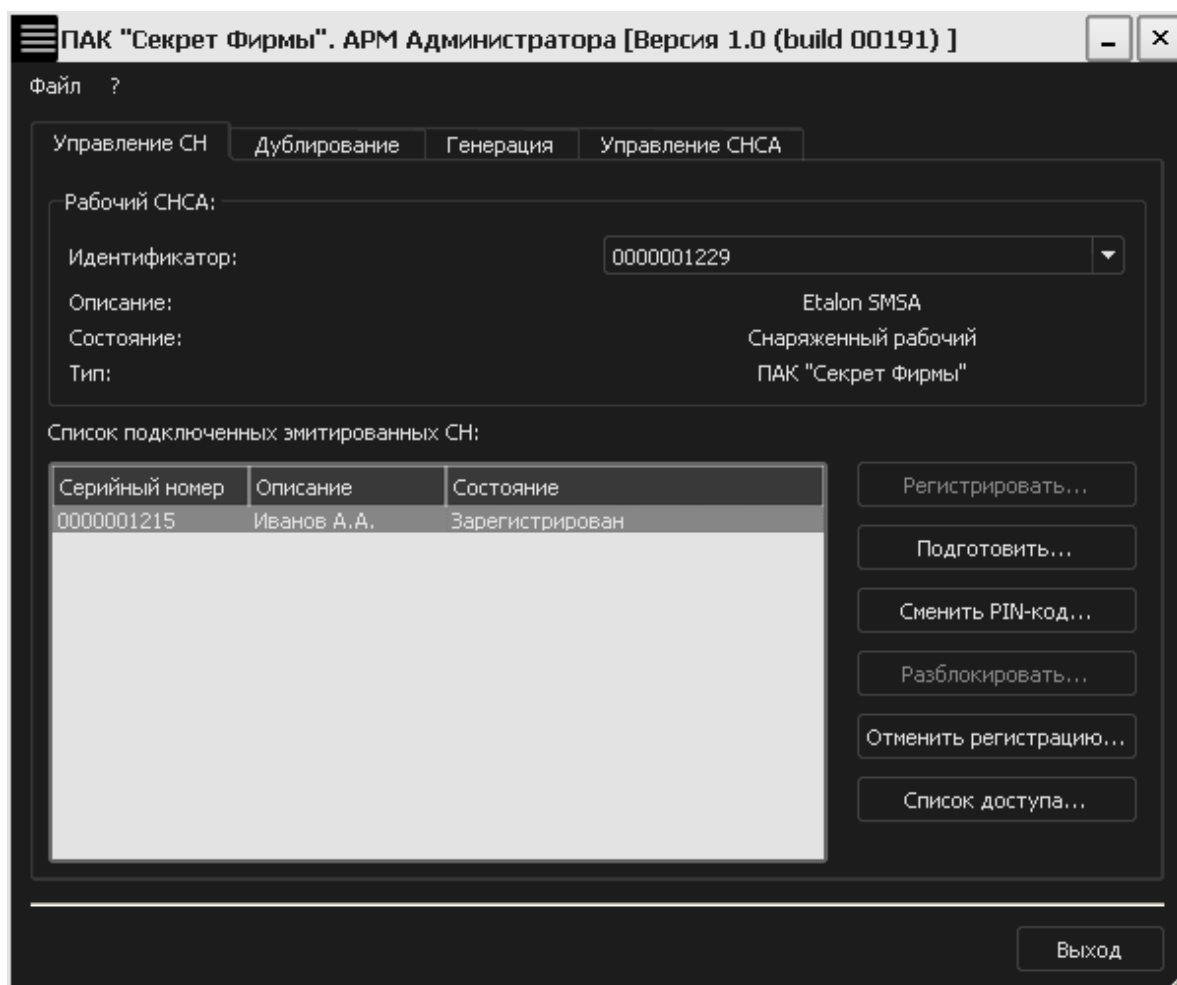 ПАК "Секрет Фирмы". АРМ Администратора [Версия 1.0 (build 00191) ]
Файл ?
Управление СН Дублирование Генерация Управление СНСА
Рабочий СНСА:
Идентификатор: 0000001229
Описание: Etalon SMSA
Состояние: Снаряженный рабочий
Тип: ПАК "Секрет Фирмы"
Список подключенных эмитированных СН:
Серийный номер Описание Состояние
0000001215 Иванов А.А. Зарегистрирован
Регистрировать...
Подготовить...
Сменить PIN-код...
Разблокировать...
Отменить регистрацию...
Список доступа...
Выход